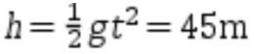 h = ½gt² = 45m